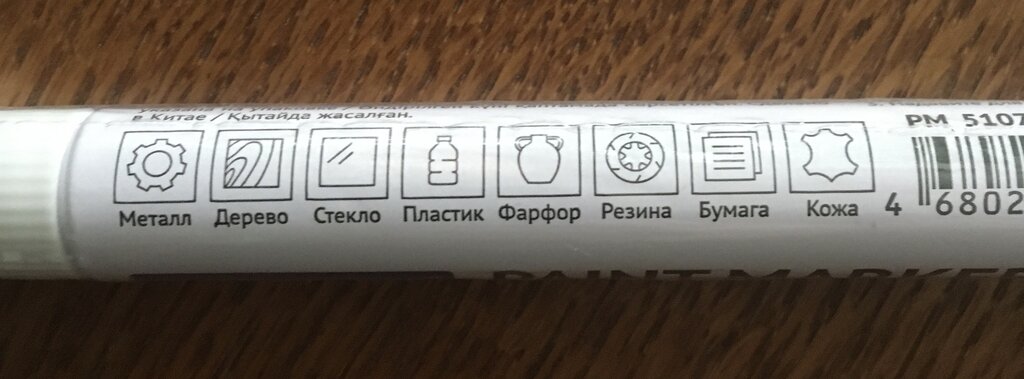 в Китае / Қытайда жасалған.
PM 5107
Металл Дерево Стекло Пластик Фарфор Резина Бумага Кожа
4 6802
PAINT MARKER